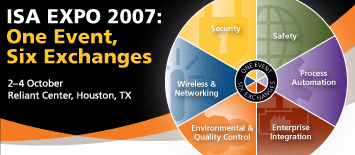 ISA EXPO 2007:
One Event,
Six Exchanges
2–4 October
Reliant Center, Houston, TX
Security
Safety
Wireless &
Networking
Process
Automation
Environmental &
Quality Control
Enterprise
Integration
ONE EVENT
SIX EXCHANGES